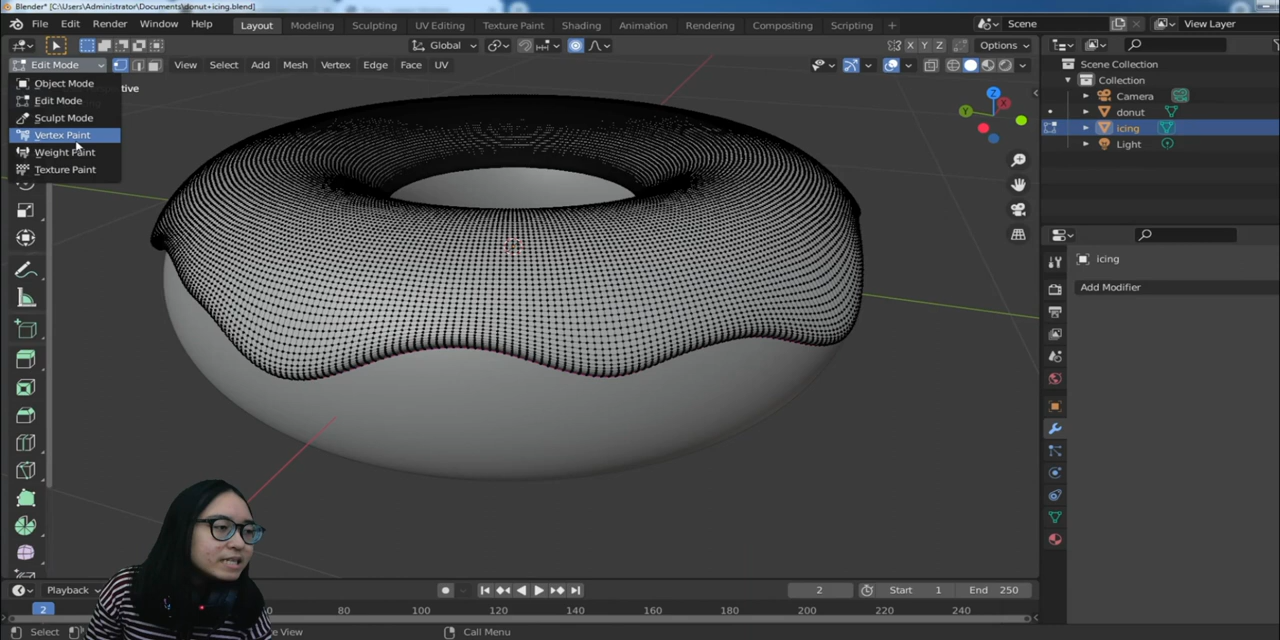 Blender* [C:\Users\Administrator\Documents\donut+icing.blend]
File Edit Render Window Help
Layout Modeling Sculpting UV Editing Texture Paint Shading Animation Rendering Compositing Scripting +
Scene
View Layer
Global
X Y Z
Options
Edit Mode
View Select Add Mesh Vertex Edge Face UV
Object Mode
Edit Mode
Sculpt Mode
Vertex Paint
Weight Paint
Texture Paint
Z
X
Y
Scene Collection
Collection
Camera
donut
icing
Light
icing
Add Modifier
Playback
2
Start 1
End 250
2
80 100 120 140 160 180 200 220 240
Select
View
Call Menu